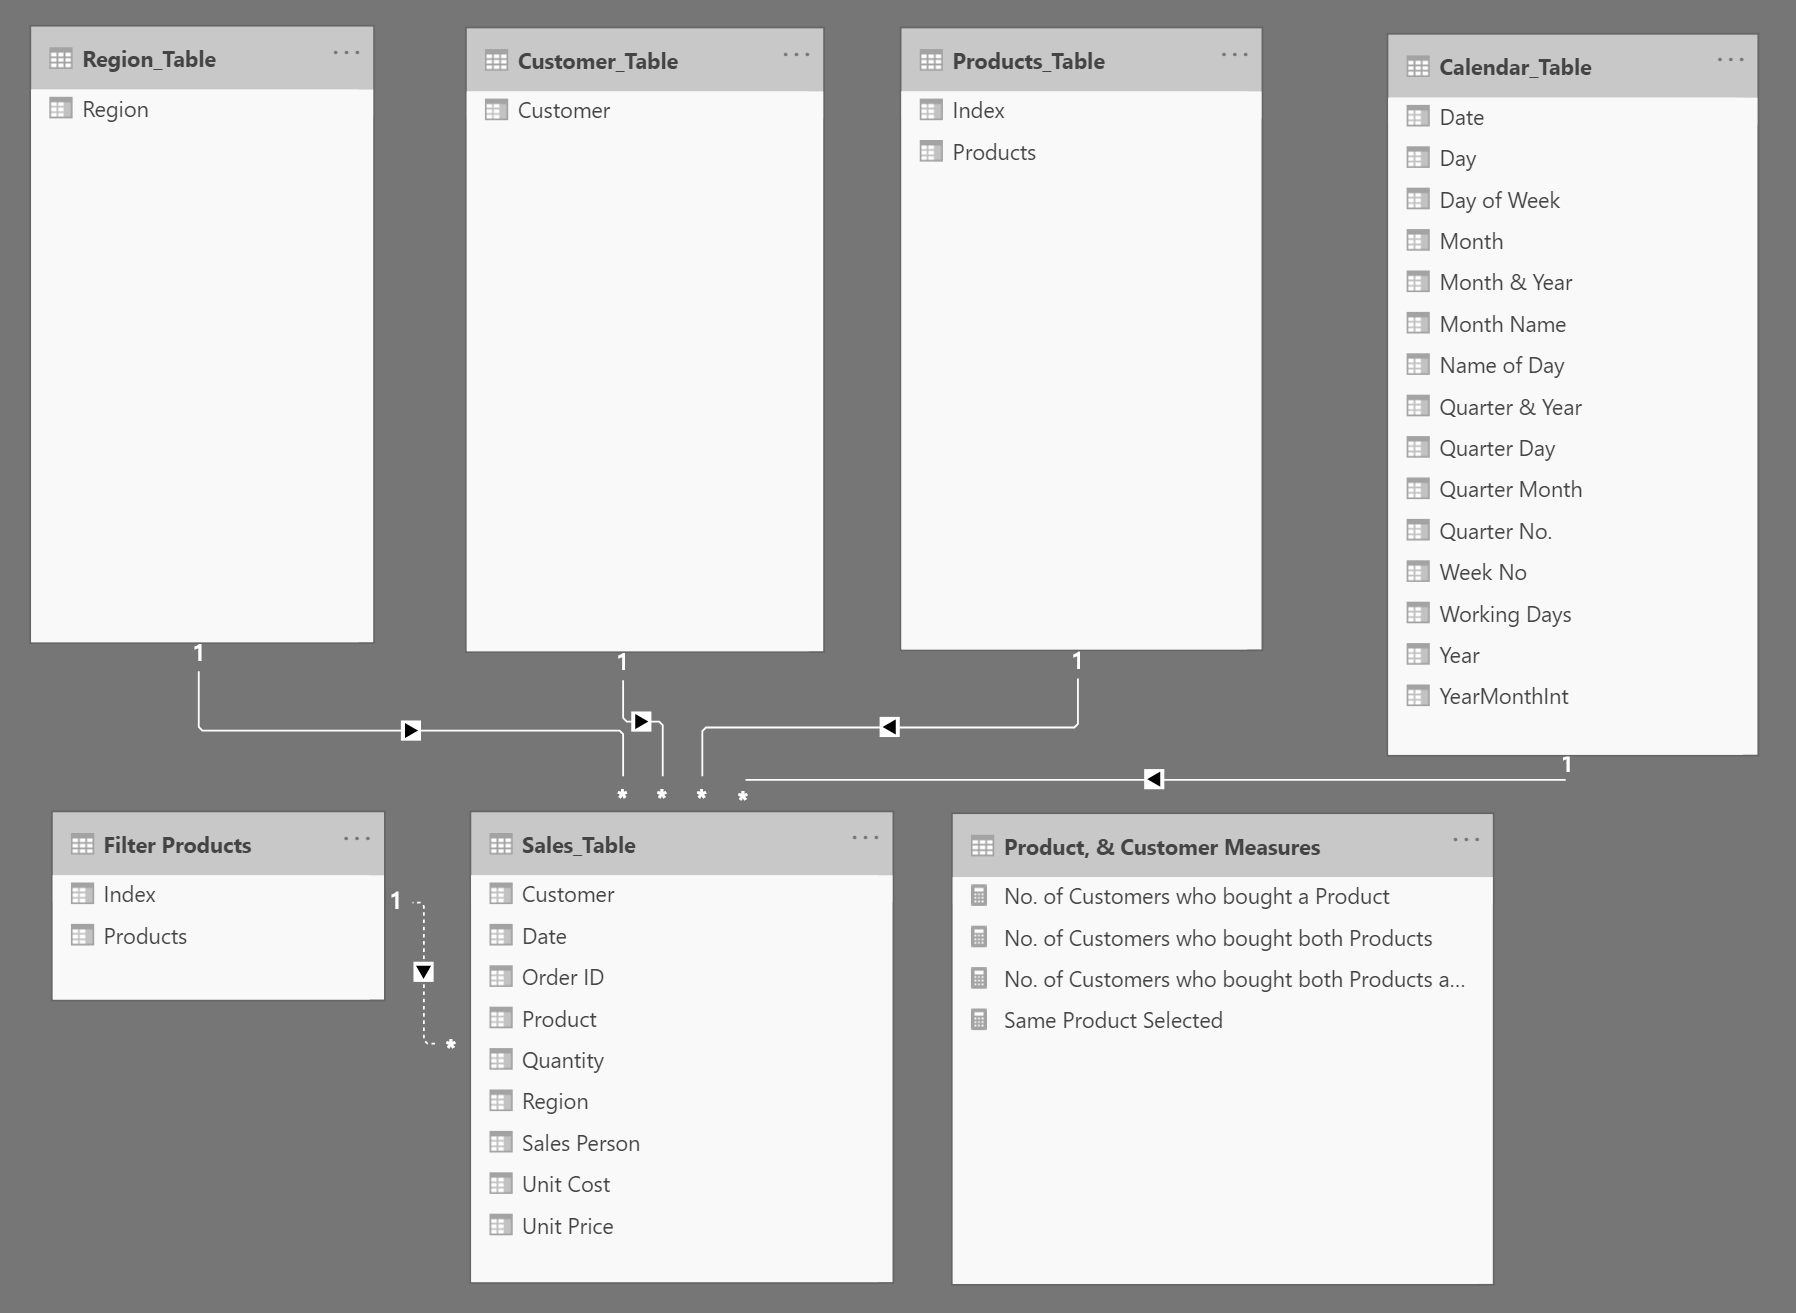 Region_Table
Region
Customer_Table
Customer
Products_Table
Index
Products
Calendar_Table
Date
Day
Day of Week
Month
Month & Year
Month Name
Name of Day
Quarter & Year
Quarter Day
Quarter Month
Quarter No.
Week No
Working Days
Year
YearMonthInt
1
1
1
1
*
*
*
*
Filter Products
Index
Products
1
*
Sales_Table
Customer
Date
Order ID
Product
Quantity
Region
Sales Person
Unit Cost
Unit Price
Product, & Customer Measures
No. of Customers who bought a Product
No. of Customers who bought both Products
No. of Customers who bought both Products a...
Same Product Selected